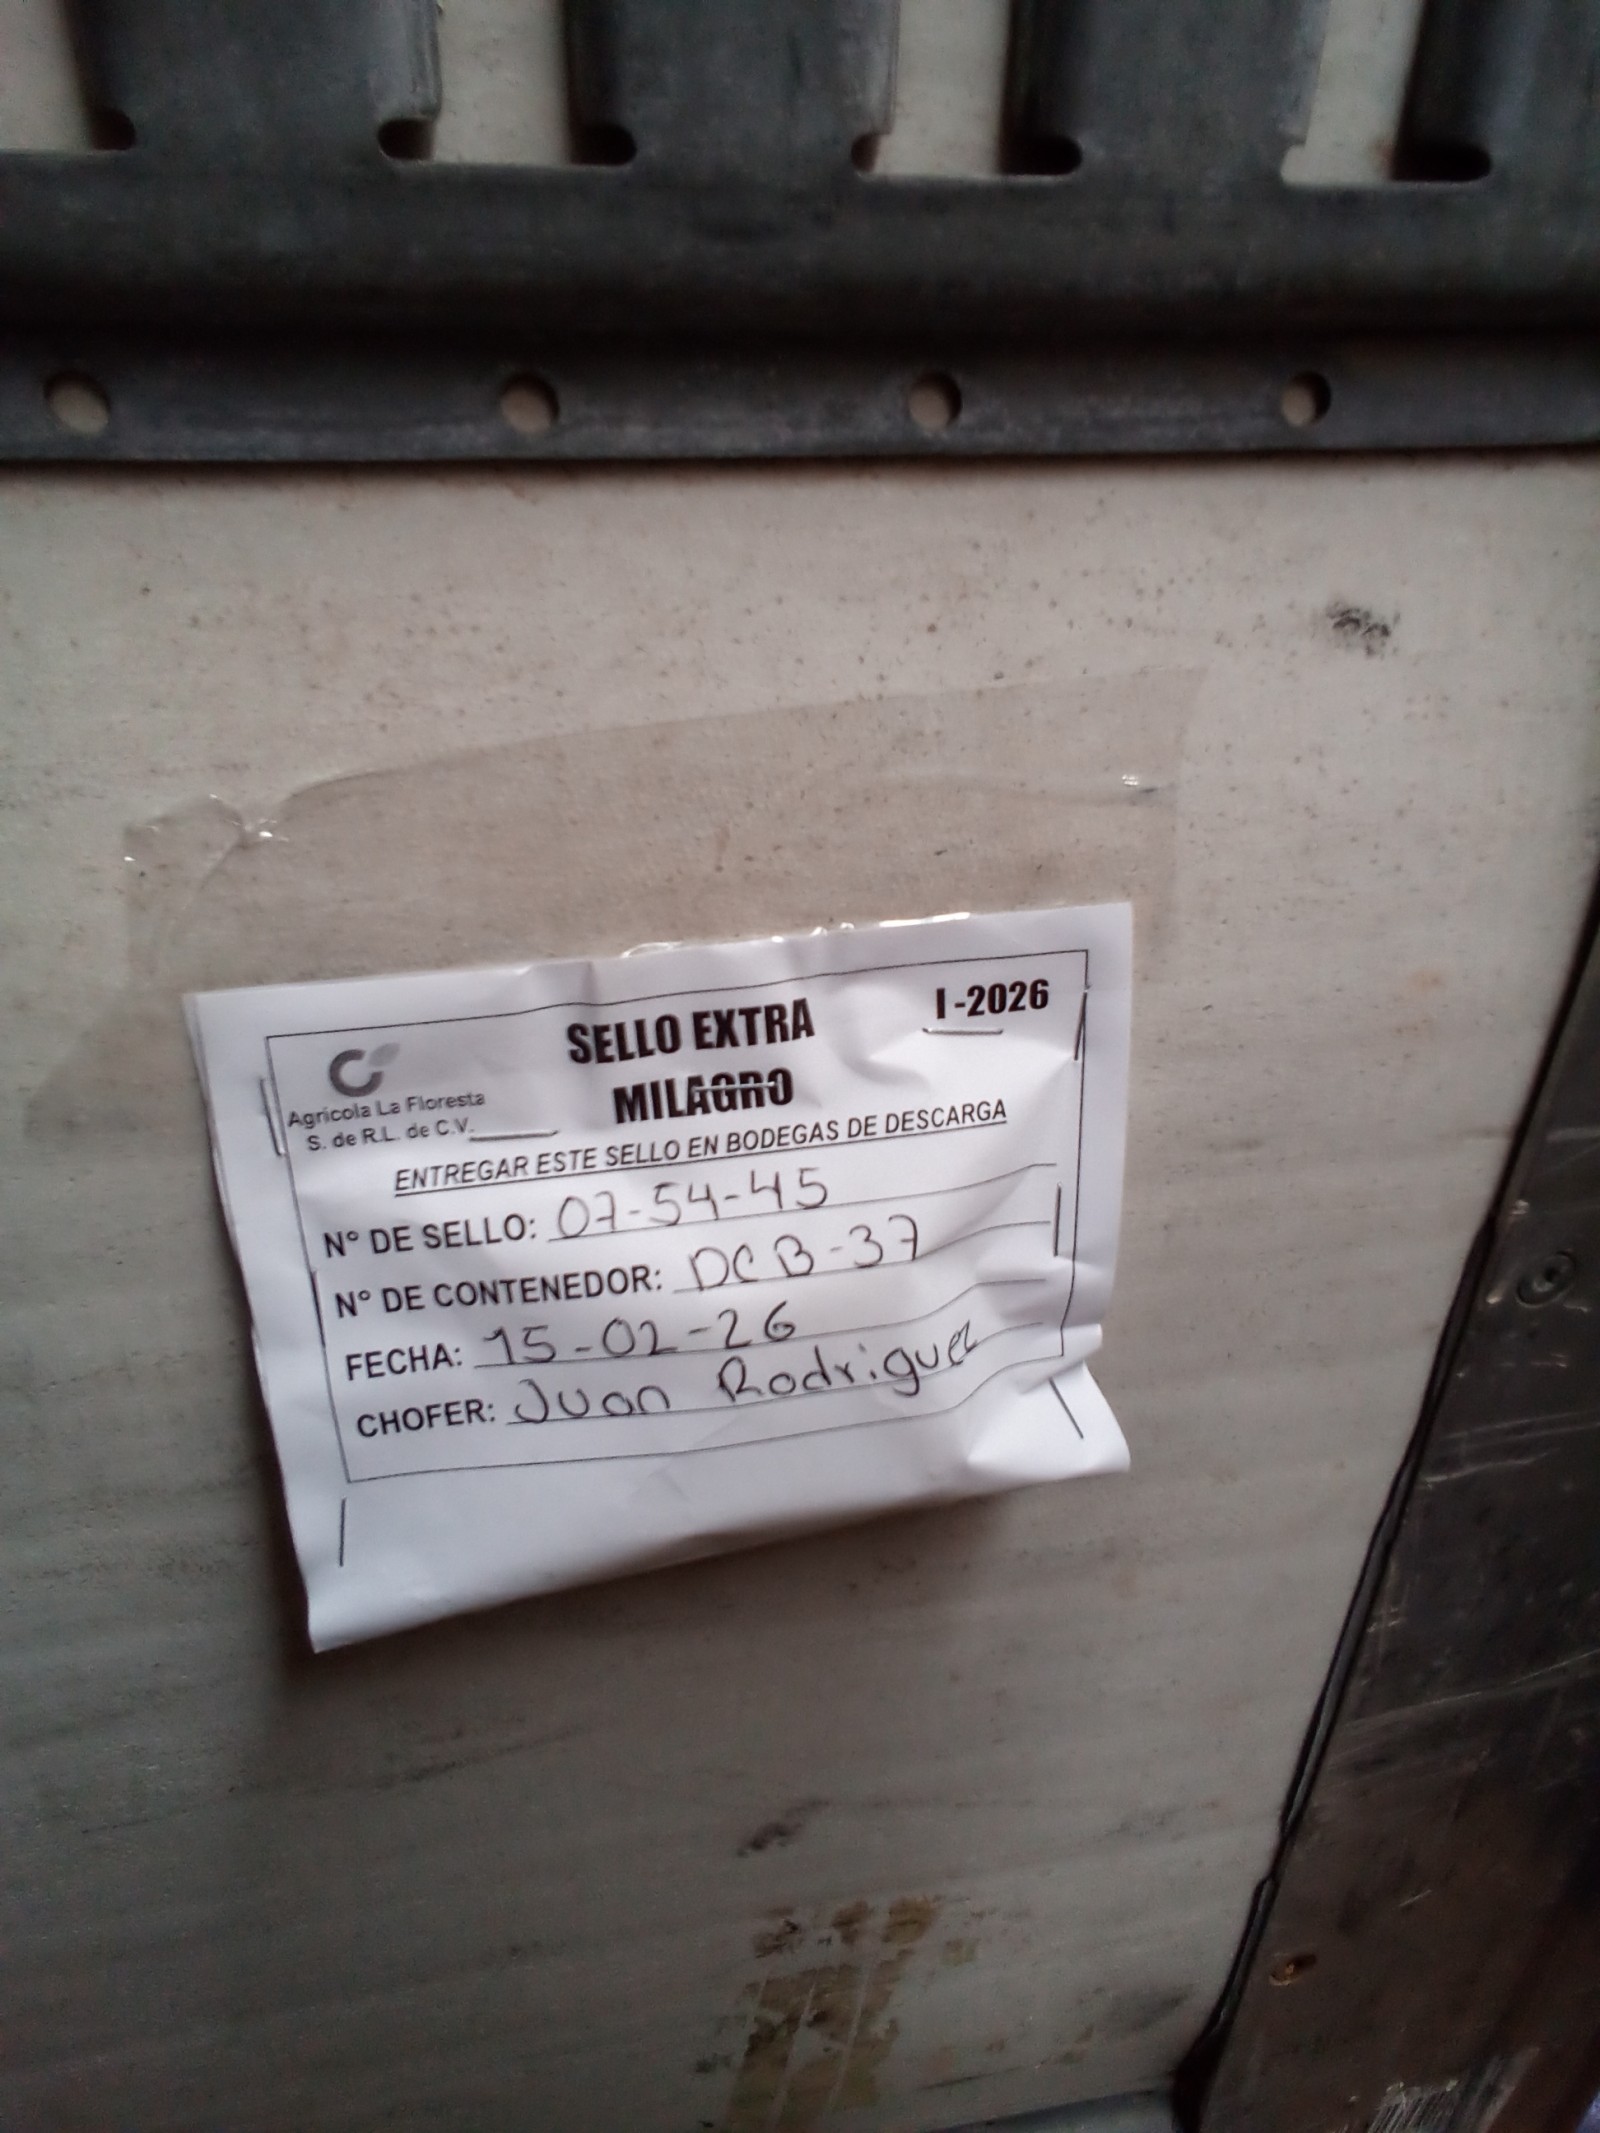 SELLO EXTRA
I -2026
MILAGRO
Agricola La Floresta
S. de R.L. de C.V.
ENTREGAR ESTE SELLO EN BODEGAS DE DESCARGA
N° DE SELLO: 07-54-45
N° DE CONTENEDOR: DCB-37
FECHA: 15-02-26
CHOFER: Juan Rodriguez